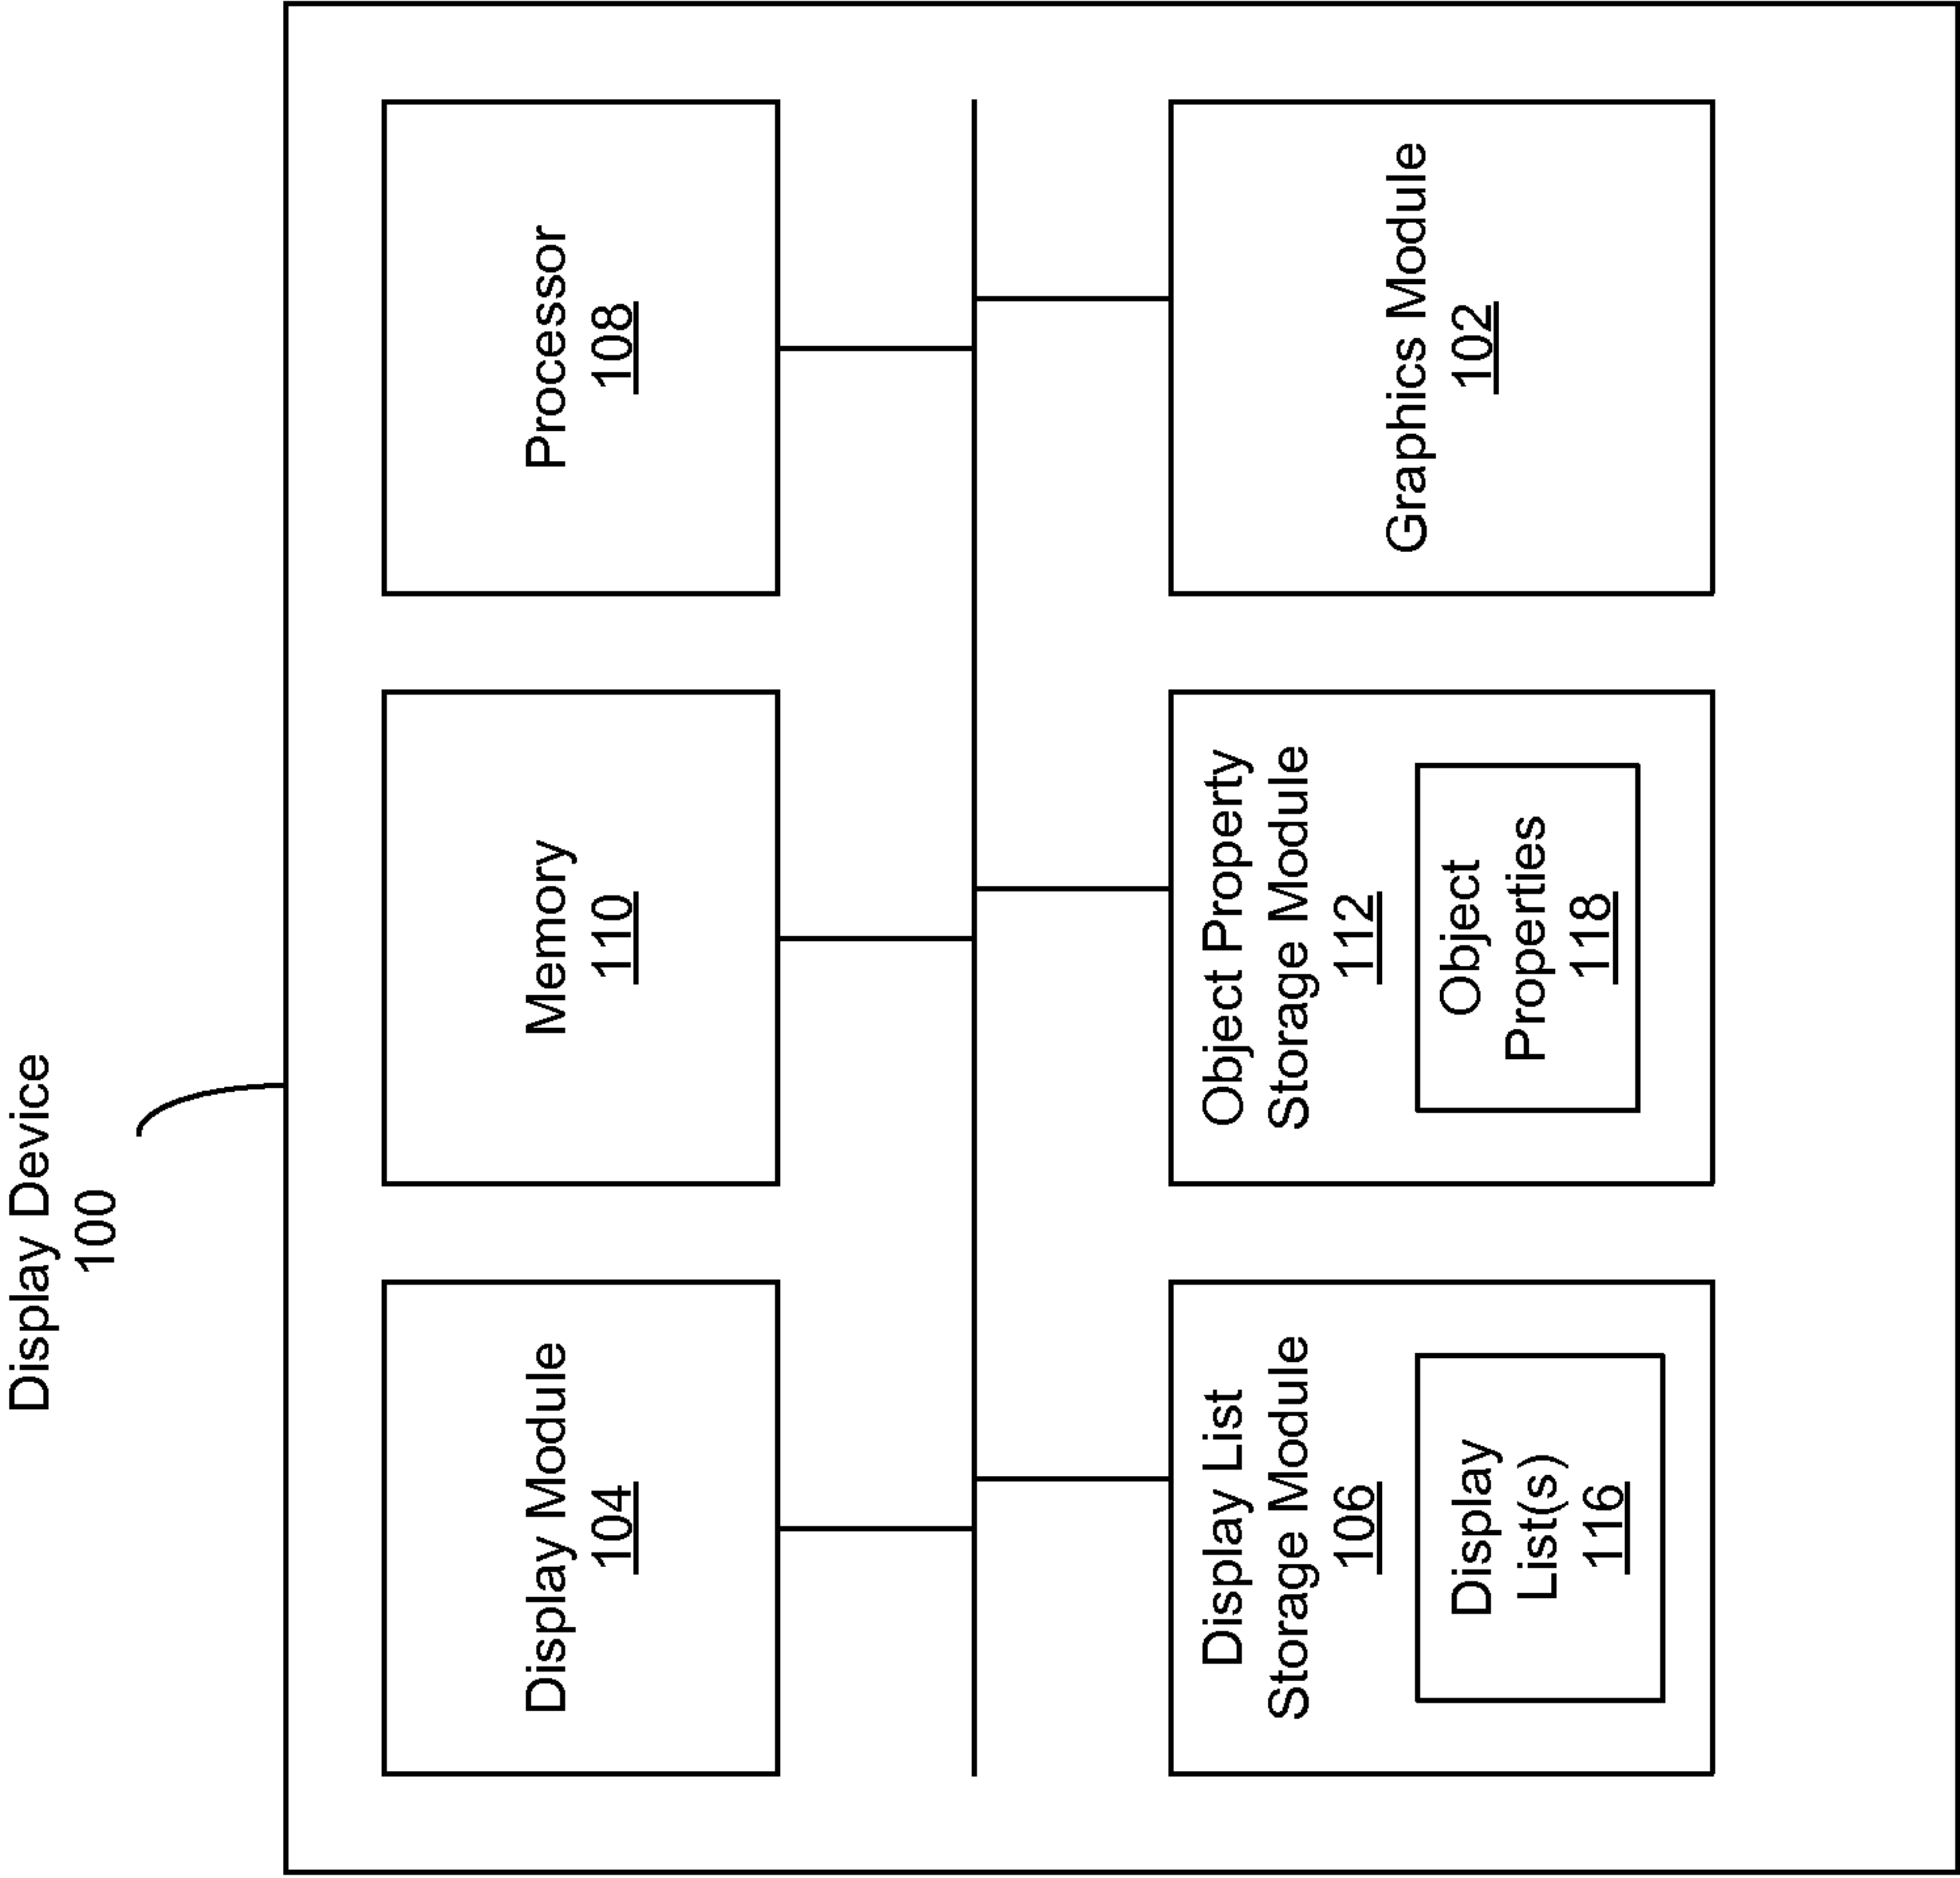 Display Device
100
Display Module
104
Memory
110
Processor
108
Display List
Storage Module
106
Display
List(s)
116
Object Property
Storage Module
112
Object
Properties
118
Graphics Module
102